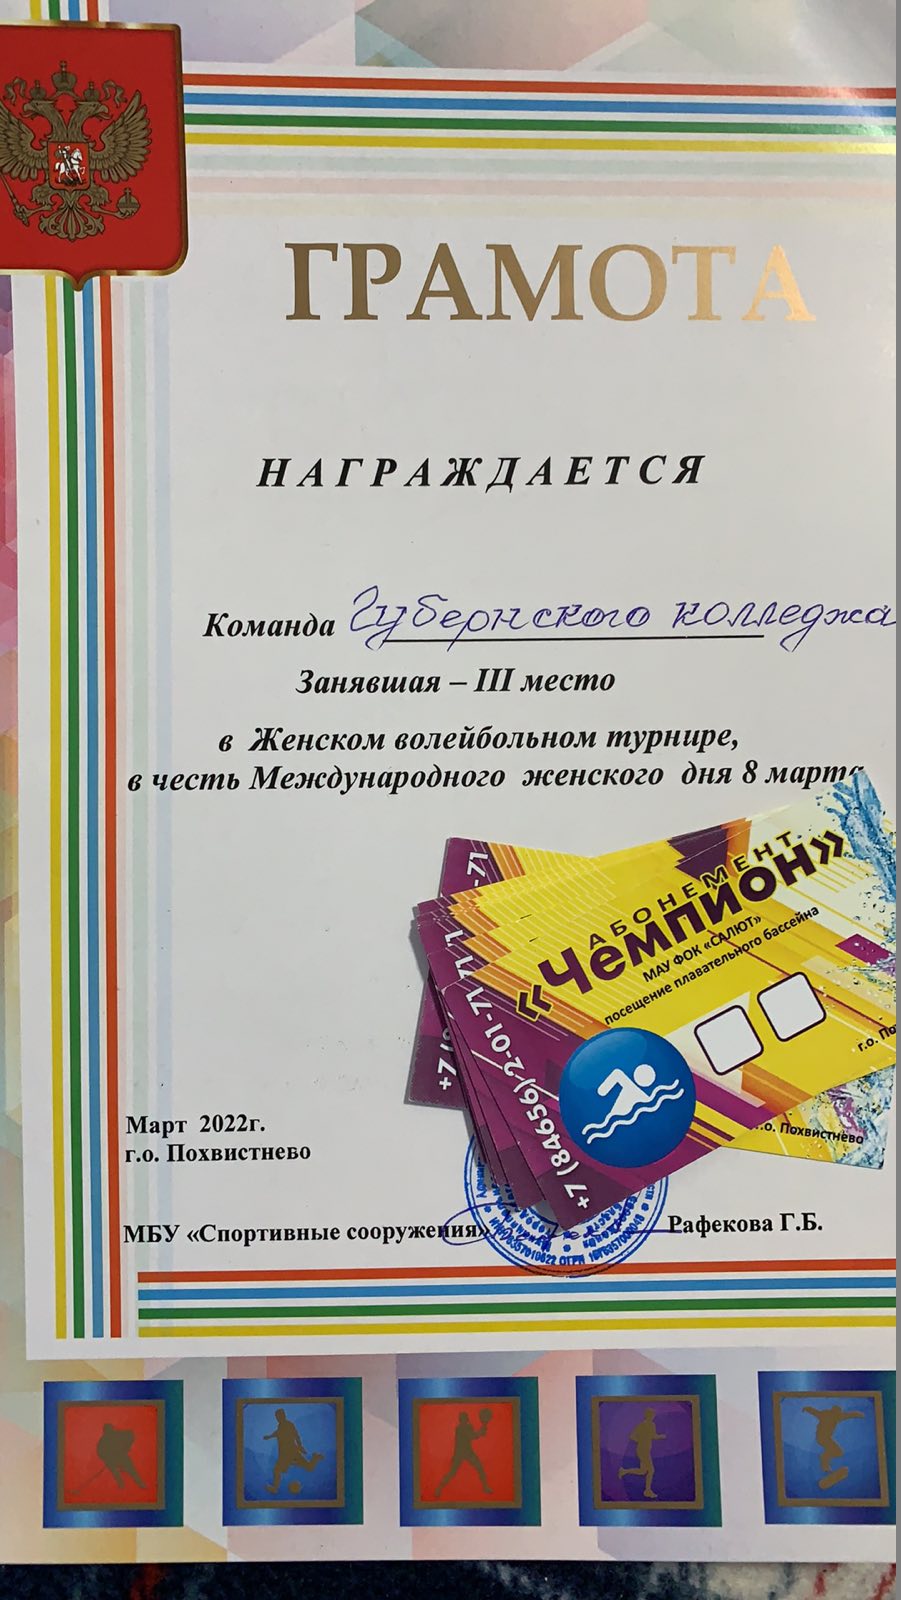 ГРАМОТА
НАГРАЖДАЕТСЯ
Команда Губернского колледжа
Занявшая – III место
в Женском волейбольном турнире,
в честь Международного женского дня 8 марта
АБОНЕМЕНТ
«Чемпион»
МАУ ФОК «САЛЮТ»
посещение плавательного бассейна
+7 (84656)2-01-71
г.о. Похвистнево
Март 2022г.
г.о. Похвистнево
МБУ «Спортивные сооружения»
Рафекова Г.Б.